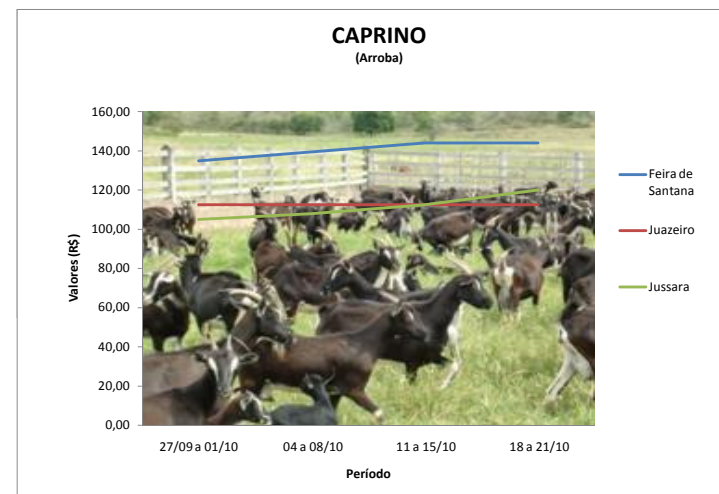 CAPRINO
(Arroba)
160,00
140,00
120,00
100,00
80,00
60,00
40,00
20,00
0,00
Valores (R$)
27/09 a 01/10
04 a 08/10
11 a 15/10
18 a 21/10
Período
Feira de
Santana
Juazeiro
Jussara